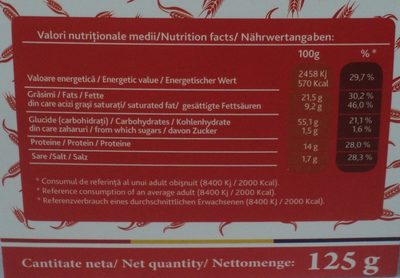 Valori nutriționale medii/Nutrition facts/ Nährwertangaben:
100g % *
Valoare energetică / Energetic value / Energetischer Wert 2458 Kj 570 Kcal 29,7 %
Grăsimi / Fats / Fette 21,5 g 30,2 %
din care acizi grași saturați/ saturated fat/ gesättigte Fettsäuren 9,2 g 46,0 %
Glucide (carbohidrați) / Carbohydrates / Kohlenhydrate 55,1 g 21,1 %
din care zaharuri / from which sugars / davon Zucker 1,5 g 1,6 %
Proteine / Protein / Proteine 14 g 28,0 %
Sare /Salt / Salz 1,7 g 28,3 %
* Consumul de referință al unui adult obișnuit (8400 Kj / 2000 Kcal).
* Reference consumption of an average adult (8400 Kj / 2000 Kcal).
* Referenzverbrauch eines durchschnittlichen Erwachsenen (8400 Kj / 2000 Kcal).
Cantitate neta/ Net quantity/ Nettomenge: 125 g